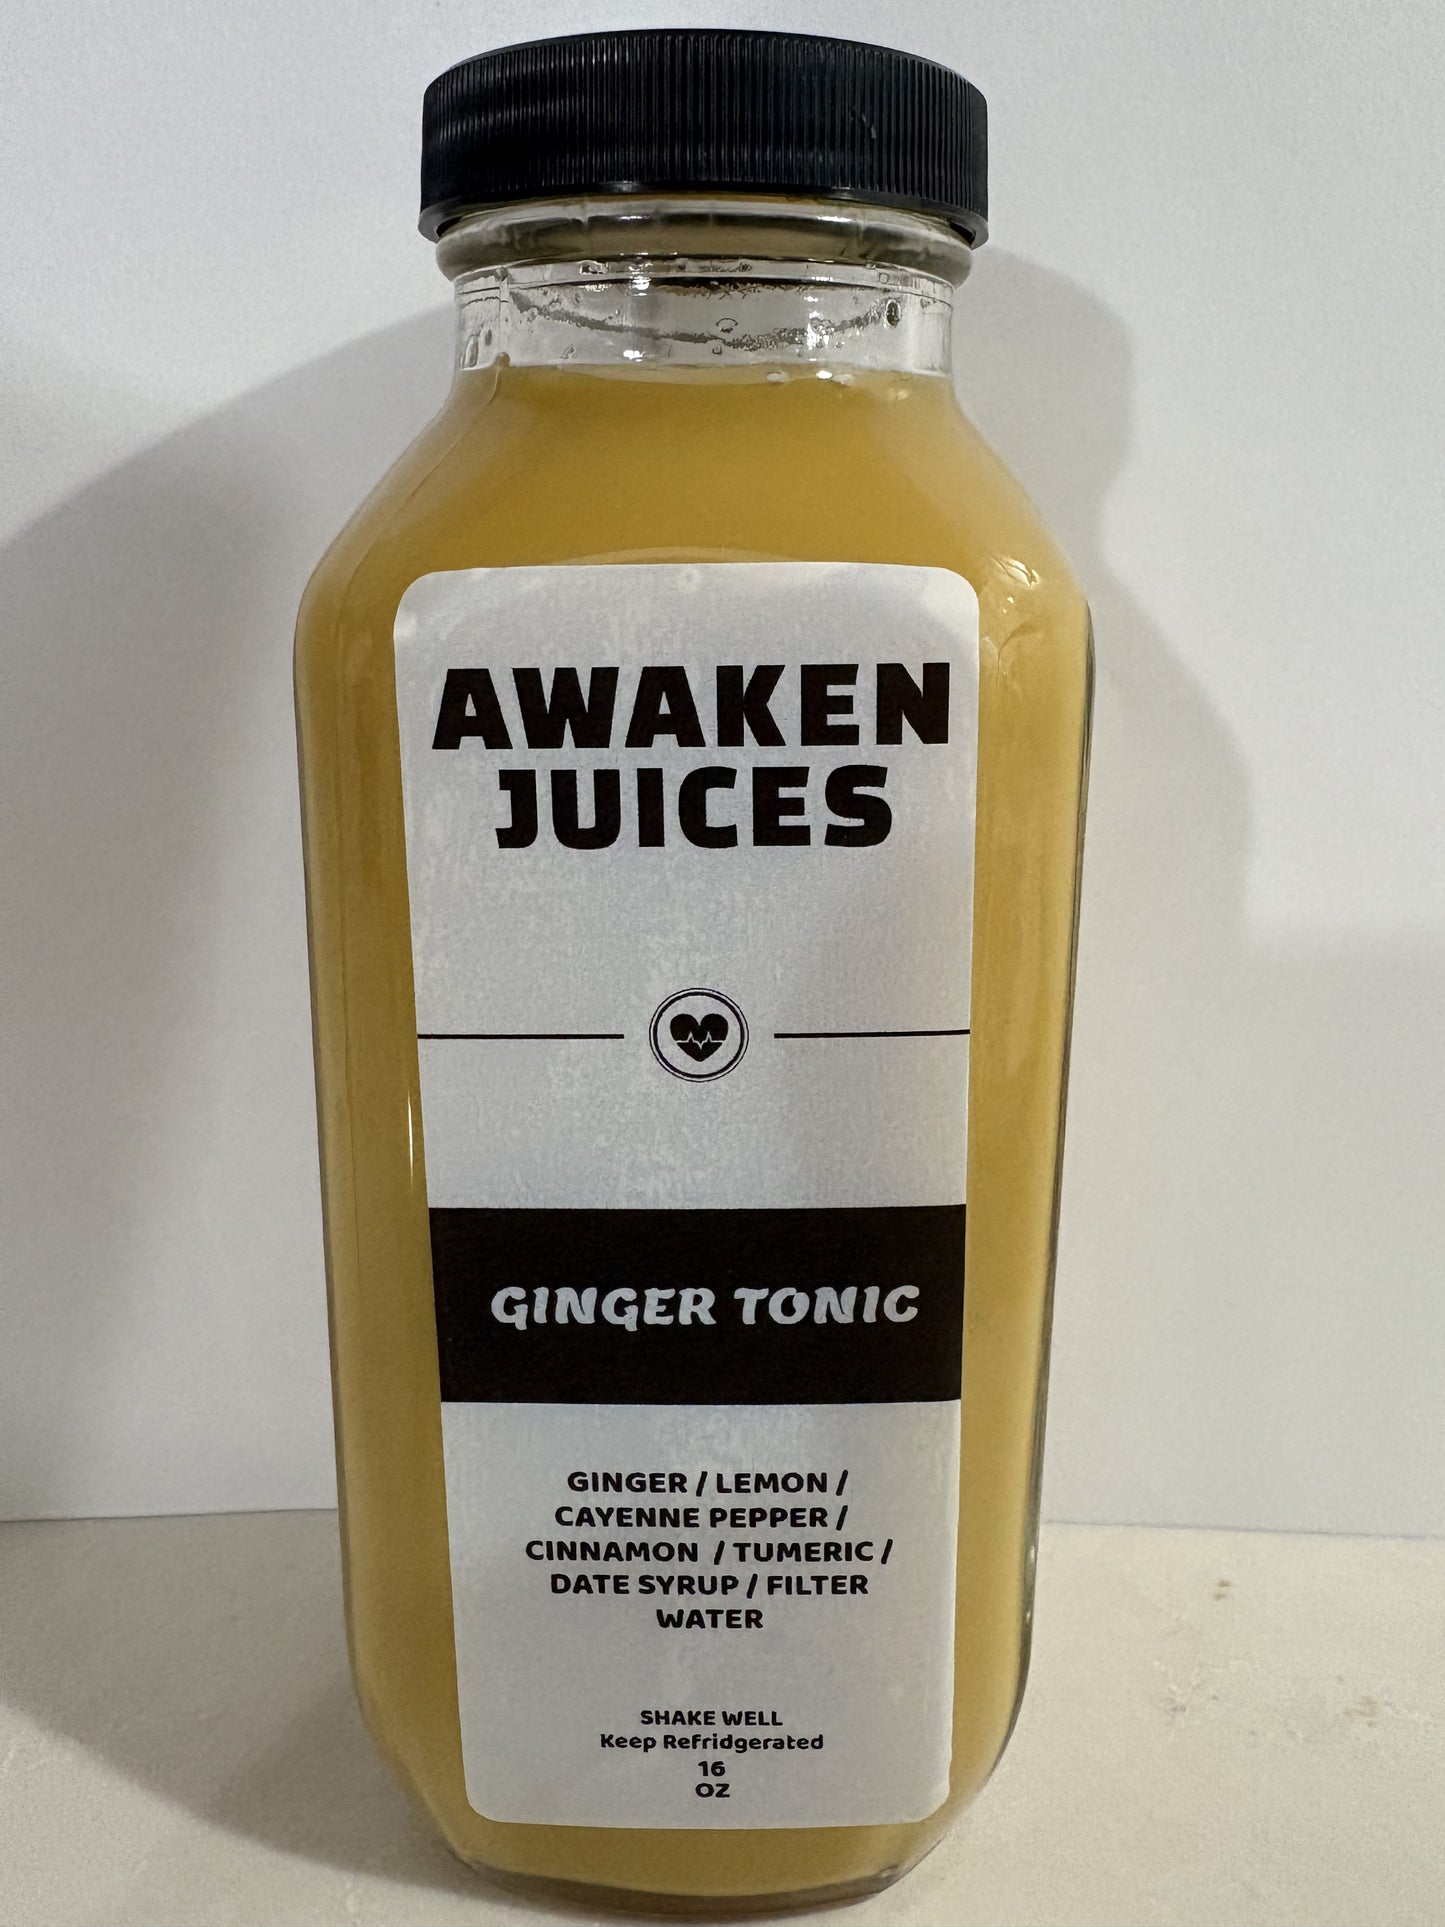 AWAKEN
JUICES
GINGER TONIC
GINGER / LEMON /
CAYENNE PEPPER /
CINNAMON / TUMERIC /
DATE SYRUP / FILTER
WATER
SHAKE WELL
Keep Refridgerated
16
OZ